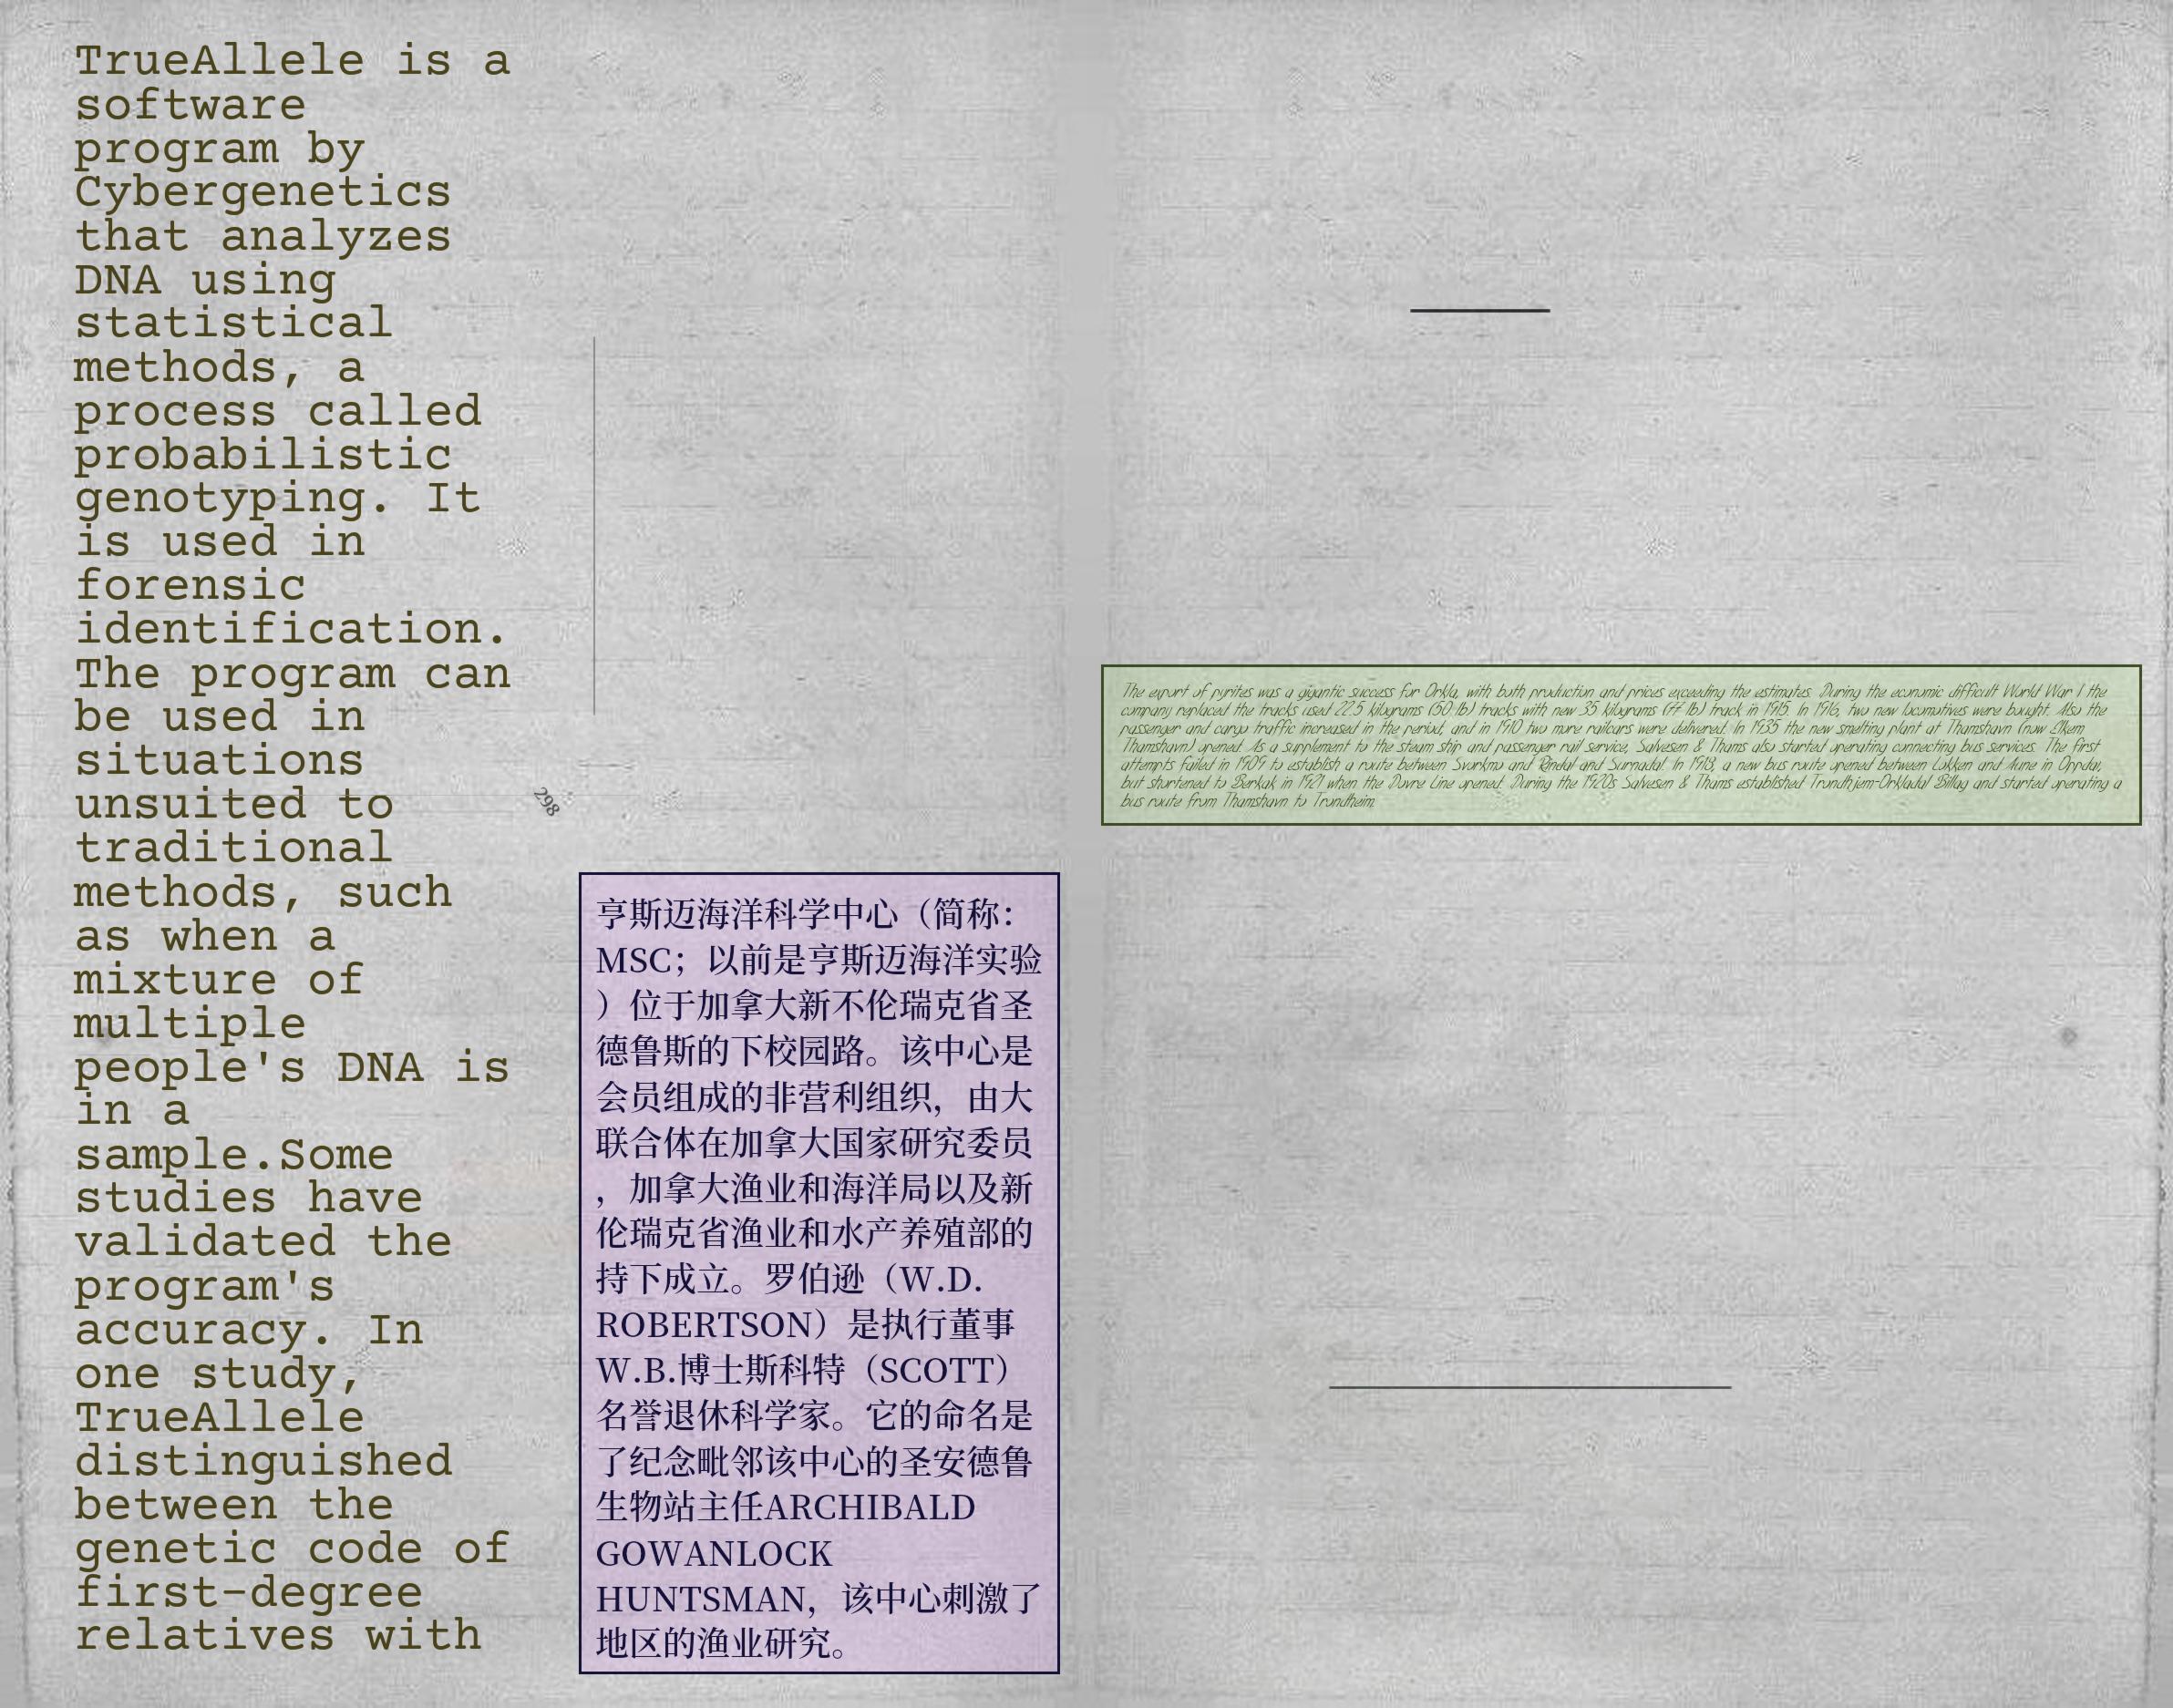 TrueAllele is a
software
program by
Cybergenetics
that analyzes
DNA using
statistical
methods, a
process called
probabilistic
genotyping. It
is used in
forensic
identification.
The program can
be used in
situations
unsuited to
traditional
methods, such
as when a
mixture of
multiple
people's DNA is
in a
sample.Some
studies have
validated the
program's
accuracy. In
one study,
TrueAllele
distinguished
between the
genetic code of
first-degree
relatives with
298
亨斯迈海洋科学中心（简称：
MSC；以前是亨斯迈海洋实验
）位于加拿大新不伦瑞克省圣
德鲁斯的下校园路。该中心是
会员组成的非营利组织，由大
联合体在加拿大国家研究委员
，加拿大渔业和海洋局以及新
伦瑞克省渔业和水产养殖部的
持下成立。罗伯逊（W.D.
ROBERTSON）是执行董事
W.B.博士斯科特（SCOTT）
名誉退休科学家。它的命名是
了纪念毗邻该中心的圣安德鲁
生物站主任ARCHIBALD
GOWANLOCK
HUNTSMAN，该中心刺激了
地区的渔业研究。
The export of pyrites was a gigantic success for Orkla, with both production and prices exceeding the estimates. During the economic difficult World War I the
company replaced the tracks used 22.5 kilograms (50 lb) tracks with new 35 kilograms (77 lb) track in 1915. In 1916, two new locomotives were bought. Also the
passenger and cargo traffic increased in the period, and in 1910 two more railcars were delivered. In 1935 the new smelting plant at Thamshavn (now Elkem
Thamshavn) opened. As a supplement to the steam ship and passenger rail service, Salvesen & Thams also started operating connecting bus services. The first
attempts failed in 1909 to establish a route between Svorkmo and Rindal and Surnadal. In 1913, a new bus route opened between Løkken and Aune in Oppdal,
but shortened to Berkåk in 1921 when the Dovre Line opened. During the 1920s Salvesen & Thams established Trondhjem-Orkladal Billag and started operating a
bus route from Thamshavn to Trondheim.